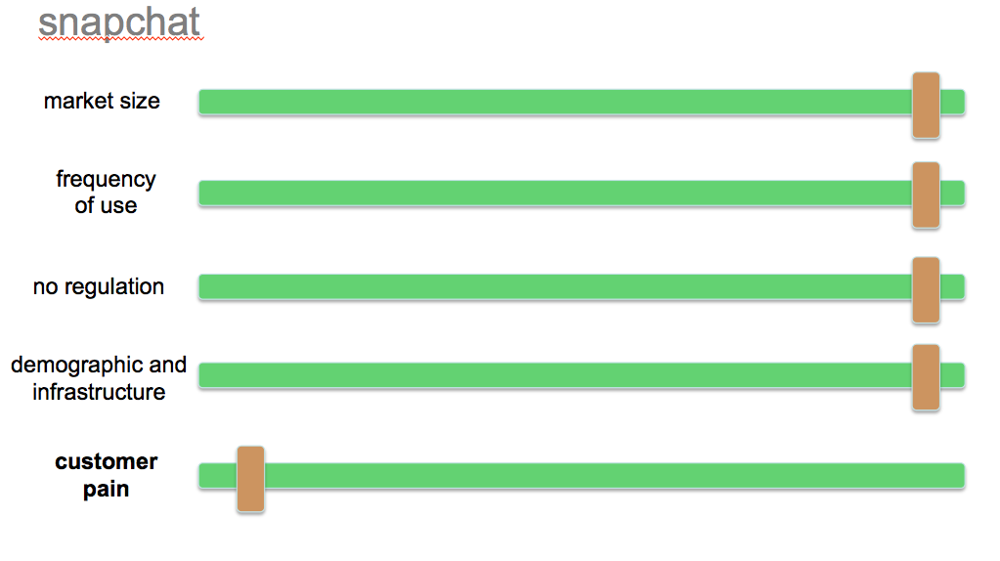 snapchat
market size
frequency
of use
no regulation
demographic and
infrastructure
customer
pain